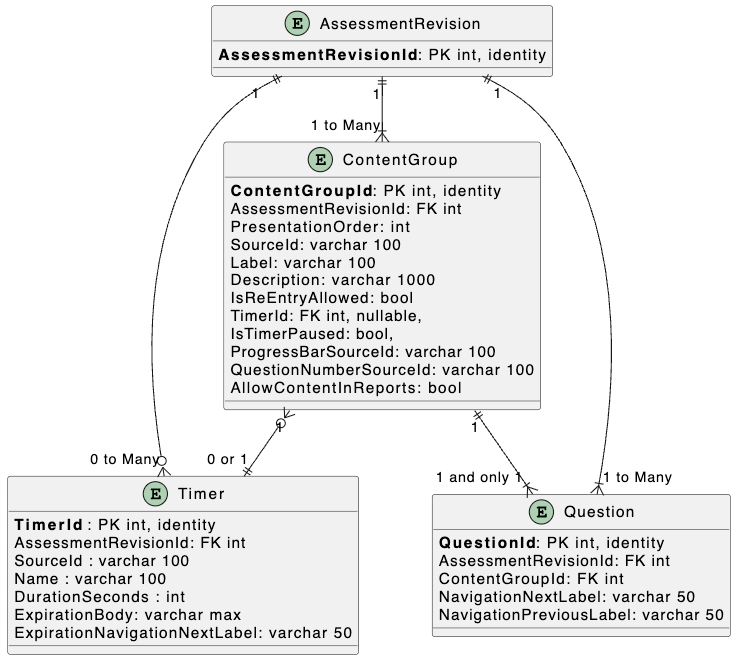 E AssessmentRevision
AssessmentRevisionId: PK int, identity
1
1
1
1 to Many
E ContentGroup
ContentGroupId: PK int, identity
AssessmentRevisionId: FK int
PresentationOrder: int
SourceId: varchar 100
Label: varchar 100
Description: varchar 1000
IsReEntryAllowed: bool
TimerId: FK int, nullable,
IsTimerPaused: bool,
ProgressBarSourceId: varchar 100
QuestionNumberSourceId: varchar 100
AllowContentInReports: bool
1
1
0 to Many
0 or 1
1 and only 1
1 to Many
E Timer
TimerId : PK int, identity
AssessmentRevisionId: FK int
SourceId : varchar 100
Name : varchar 100
DurationSeconds : int
ExpirationBody: varchar max
ExpirationNavigationNextLabel: varchar 50
E Question
QuestionId: PK int, identity
AssessmentRevisionId: FK int
ContentGroupId: FK int
NavigationNextLabel: varchar 50
NavigationPreviousLabel: varchar 50